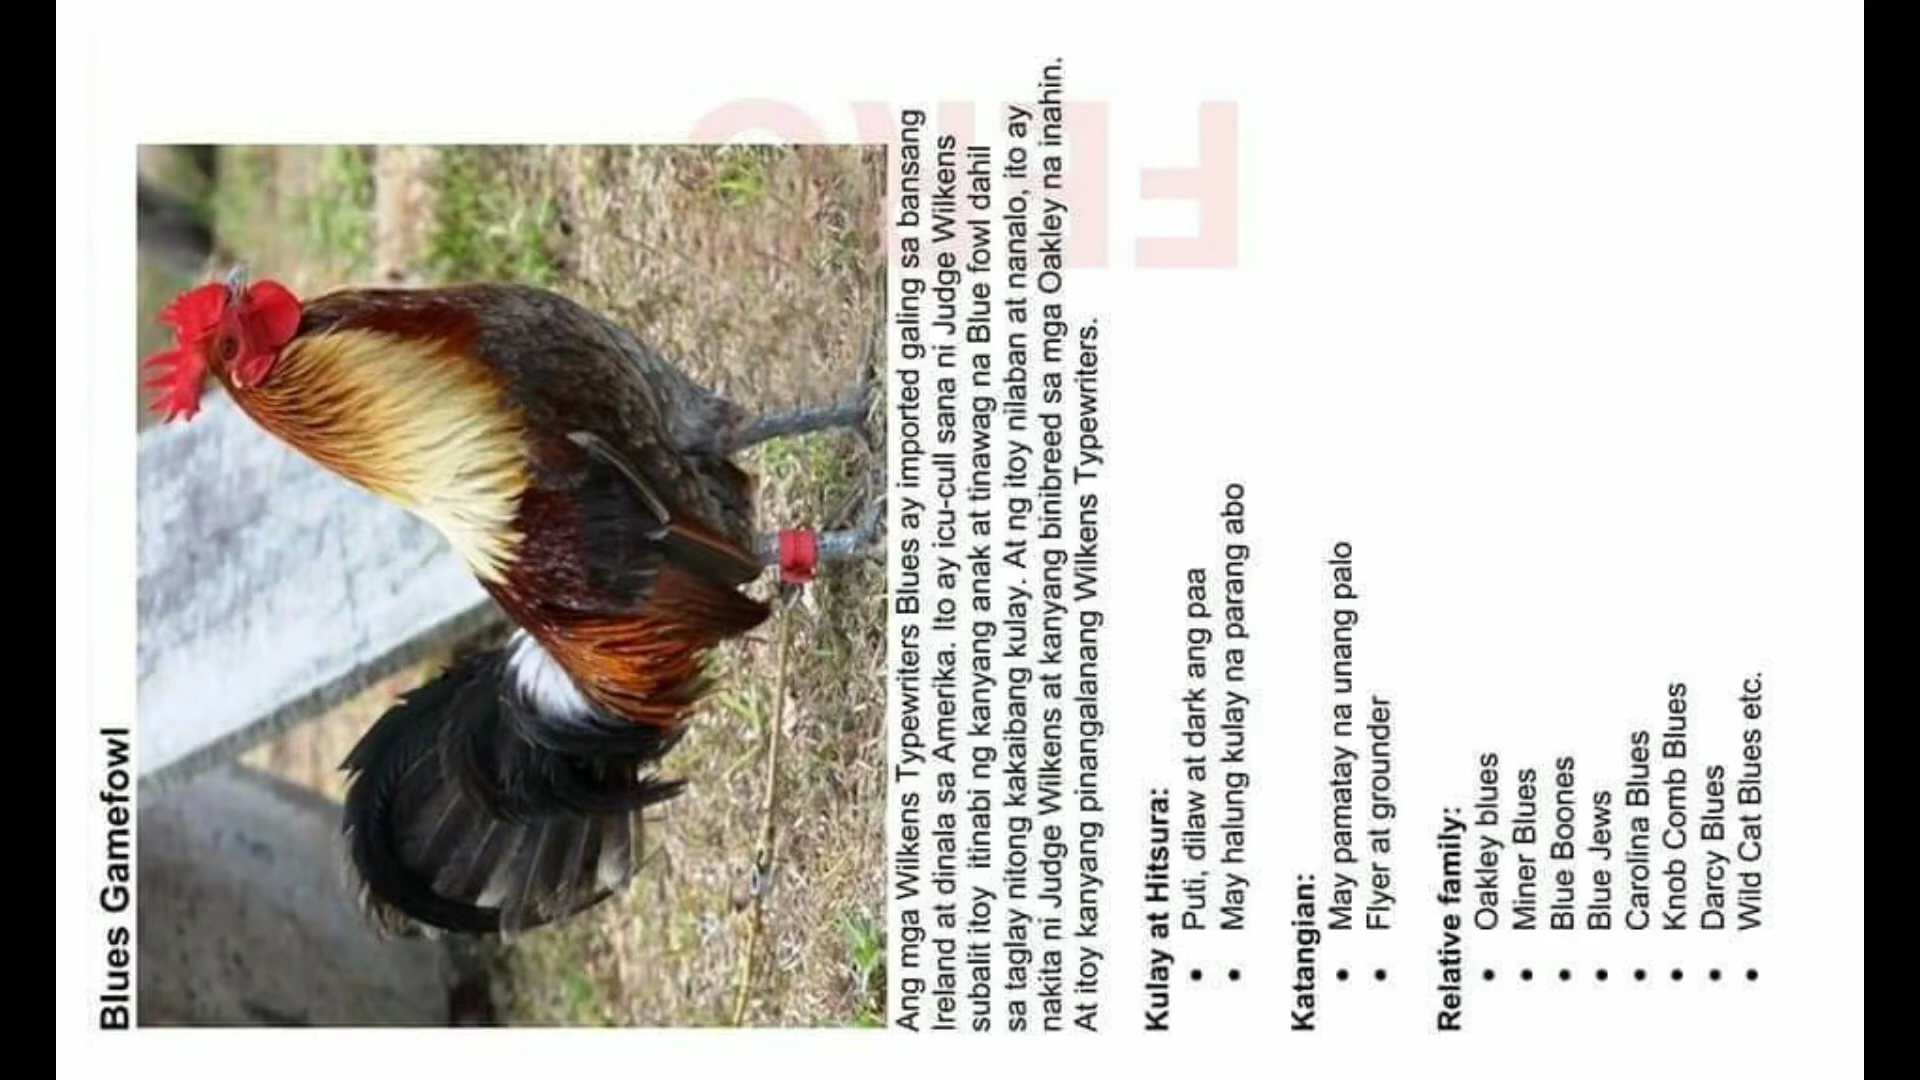 Blues Gamefowl
Ang mga Wilkens Typewriters Blues ay imported galing sa bansang
Ireland at dinala sa Amerika. Ito ay icu-cull sana ni Judge Wilkens
subalit itoy itinabi ng kanyang anak at tinawag na Blue fowl dahil
sa taglay nitong kakaibang kulay. At ng itoy nilaban at nanalo, ito ay
nakita ni Judge Wilkens at kanyang binibreed sa mga Oakley na inahin.
At itoy kanyang pinangalanang Wilkens Typewriters.
Kulay at Hitsura:
• Puti, dilaw at dark ang paa
• May halung kulay na parang abo
Katangian:
• May pamatay na unang palo
• Flyer at grounder
Relative family:
• Oakley blues
• Miner Blues
• Blue Boones
• Blue Jews
• Carolina Blues
• Knob Comb Blues
• Darcy Blues
• Wild Cat Blues etc.